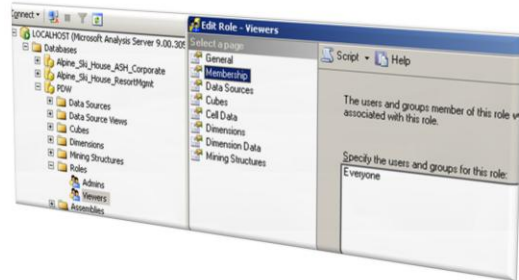 Connect
LOCALHOST (Microsoft Analysis Server 9.00.305
Databases
Alpine_Ski_House_ASH_Corporate
Alpine_Ski_House_ResortMgmt
PDW
Data Sources
Data Source Views
Cubes
Dimensions
Mining Structures
Roles
Admins
Viewers
Assemblies
Edit Role - Viewers
Select a page
General
Membership
Data Sources
Cubes
Cell Data
Dimensions
Dimension Data
Mining Structures
Script
Help
The users and groups member of this role
associated with this role.
Specify the users and groups for this role:
Everyone